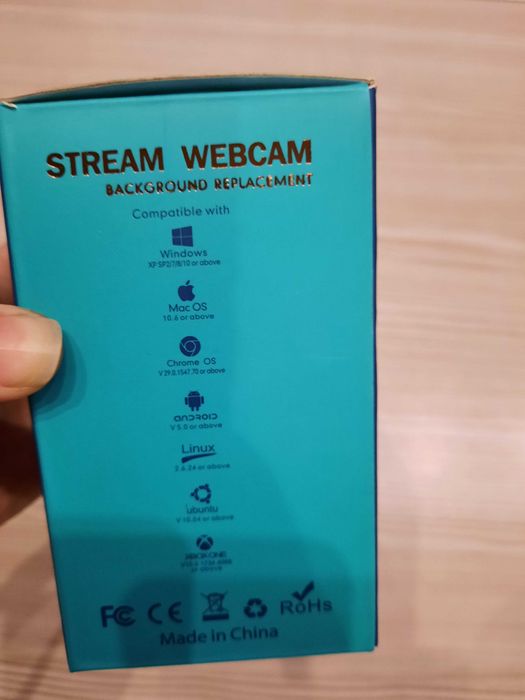 STREAM WEBCAM
BACKGROUND REPLACEMENT
Compatible with
Windows
XP SP2/7/8/10 or above
Mac OS
10.6 or above
Chrome OS
V 29.0.1547.70 or above
ANDROID
V 5.0 or above
Linux
2.6.24 or above
ubuntu
V 10.04 or above
XBOX ONE
or above
FC CE RoHs
Made in China